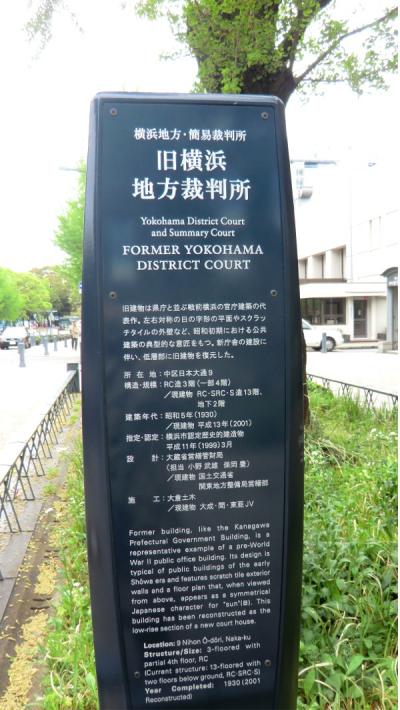 横浜地方・簡易裁判所
旧横浜
地方裁判所
Yokohama District Court
and Summary Court
FORMER YOKOHAMA
DISTRICT COURT
旧建物は県庁と並ぶ戦前横浜の官庁建築の代
表作。左右対称の日の字形の平面やスクラッ
チタイルの外壁など、昭和初期における公共
建築の典型的な意匠をもつ。新庁舎の建設に
伴い、低層部に旧建物を復元した。
所在地：中区日本大通9
構造・規模：RC造3階（一部4階）
／現建物 RC・SRC・S造13階、
地下2階
建築年代：昭和5年（1930）
／現建物 平成13年（2001）
指定・認定：横浜市認定歴史的建造物
平成11年（1999）3月
設計：大蔵省営繕管財局
（担当 小野 武雄 保岡 豊）
／現建物 国土交通省
関東地方整備局営繕部
施工：大倉土木
／現建物 大成・間・東亜JV
Former building, like the Kanegawa
Prefectural Government Building, is a
representative example of a pre-World
War II public office building. Its design is
typical of public buildings of the early
Shōwa era and features scratch tile exterior
walls and a floor plan that, when viewed
from above, appears as a symmetrical
Japanese character for "sun"(日). This
building has been reconstructed as the
low-rise section of a new court house.
Location: 9 Nihon Ō-dōri, Naka-ku
Structure/Size: 3-floored with
partial 4th floor, RC
(Current structure: 13-floored with
two floors below ground, RC-SRC-S)
Year Completed: 1930 (2001
Reconstructed)